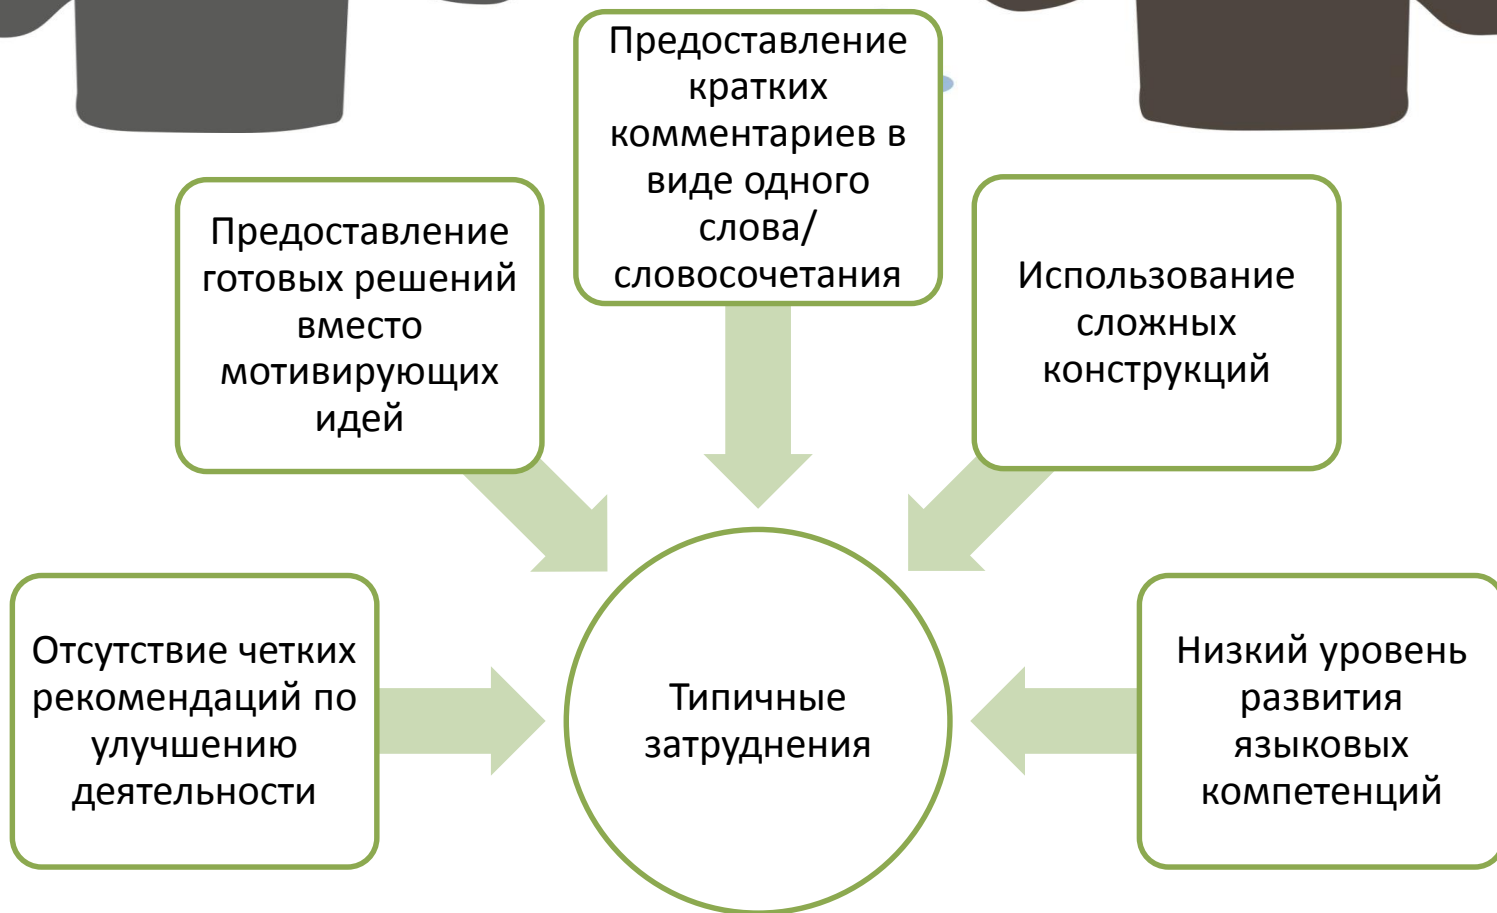 Предоставление
кратких
комментариев в
виде одного
слова/
словосочетания
Предоставление
готовых решений
вместо
мотивирующих
идей
Использование
сложных
конструкций
Отсутствие четких
рекомендаций по
улучшению
деятельности
Типичные
затруднения
Низкий уровень
развития
языковых
компетенций